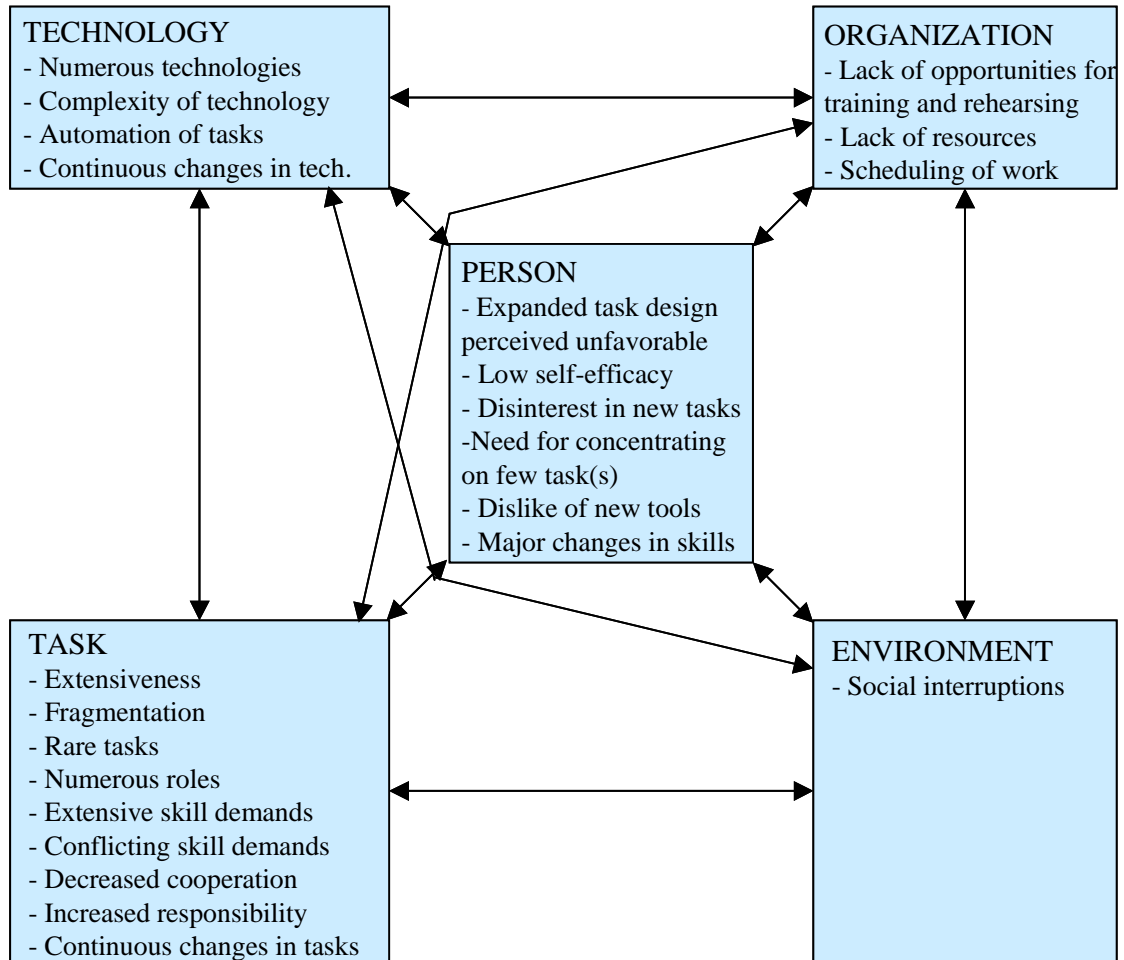 TECHNOLOGY
- Numerous technologies
- Complexity of technology
- Automation of tasks
- Continuous changes in tech.
ORGANIZATION
- Lack of opportunities for
training and rehearsing
- Lack of resources
- Scheduling of work
PERSON
- Expanded task design
perceived unfavorable
- Low self-efficacy
- Disinterest in new tasks
-Need for concentrating
on few task(s)
- Dislike of new tools
- Major changes in skills
TASK
- Extensiveness
- Fragmentation
- Rare tasks
- Numerous roles
- Extensive skill demands
- Conflicting skill demands
- Decreased cooperation
- Increased responsibility
- Continuous changes in tasks
ENVIRONMENT
- Social interruptions